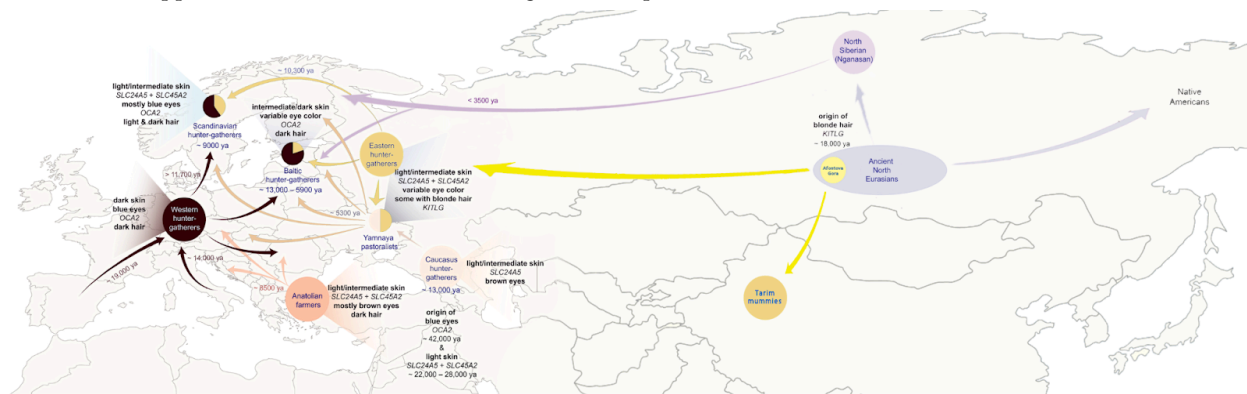 North
Siberian
(Nganasan)
Native
Americans
~ 10,300 ya
< 3500 ya
light/intermediate skin
SLC24A5 + SLC45A2
mostly blue eyes
OCA2
light & dark hair
intermediate/dark skin
variable eye color
OCA2
dark hair
Scandinavian
hunter-gatherers
~ 9000 ya
Eastern
hunter-
gatherers
origin of
blonde hair
KITLG
~ 18,000 ya
Afontova
Gora
Ancient
North
Eurasians
Baltic
hunter-gatherers
~ 13,000 – 5900 ya
> 11,700 ya
light/intermediate skin
SLC24A5 + SLC45A2
variable eye color
some with blonde hair
KITLG
dark skin
blue eyes
OCA2
dark hair
Western
hunter-
gatherers
~ 5300 ya
Yamnaya
pastoralists
~ 14,000 ya
~ 19,000 ya
Caucasus
hunter-
gatherers
~ 13,000 ya
light/intermediate skin
SLC24A5
brown eyes
8500 ya
Anatolian
farmers
light/intermediate skin
SLC24A5 + SLC45A2
mostly brown eyes
dark hair
Tarim
mummies
origin of
blue eyes
OCA2
~ 42,000 ya
&
light skin
SLC24A5 + SLC45A2
~ 22,000 – 28,000 ya